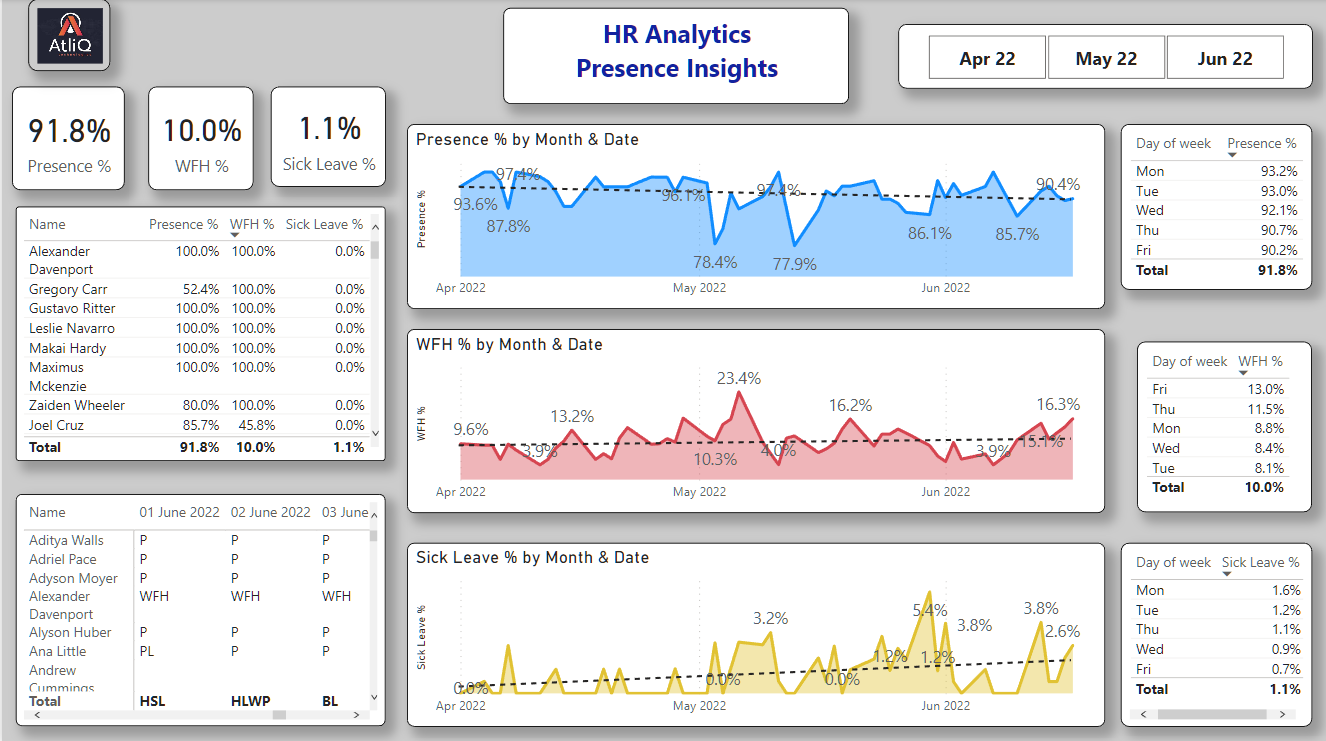 AtliQ
HR Analytics
Presence Insights
Apr 22
May 22
Jun 22
91.8%
Presence %
10.0%
WFH %
1.1%
Sick Leave %
Name Presence % WFH % Sick Leave %
Alexander Davenport 100.0% 100.0% 0.0%
Gregory Carr 52.4% 100.0% 0.0%
Gustavo Ritter 100.0% 100.0% 0.0%
Leslie Navarro 100.0% 100.0% 0.0%
Makai Hardy 100.0% 100.0% 0.0%
Maximus Mckenzie 100.0% 100.0% 0.0%
Zaiden Wheeler 80.0% 100.0% 0.0%
Joel Cruz 85.7% 45.8% 0.0%
Total 91.8% 10.0% 1.1%
Name 01 June 2022 02 June 2022 03 June
Aditya Walls P P P
Adriel Pace P P P
Adyson Moyer P P P
Alexander Davenport WFH WFH WFH
Alyson Huber P P P
Ana Little PL P P
Andrew Cummings
Total HSL HLWP BL
Presence % by Month & Date
Presence %
93.6%
97.4%
87.8%
96.1%
78.4%
97.4%
77.9%
86.1%
85.7%
90.4%
Apr 2022
May 2022
Jun 2022
WFH % by Month & Date
WFH %
9.6%
3.9%
13.2%
10.3%
23.4%
4.0%
16.2%
3.9%
15.1%
16.3%
Apr 2022
May 2022
Jun 2022
Sick Leave % by Month & Date
Sick Leave %
0.0%
0.0%
3.2%
0.0%
1.2%
5.4%
1.2%
3.8%
3.8%
2.6%
Apr 2022
May 2022
Jun 2022
Day of week Presence %
Mon 93.2%
Tue 93.0%
Wed 92.1%
Thu 90.7%
Fri 90.2%
Total 91.8%
Day of week WFH %
Fri 13.0%
Thu 11.5%
Mon 8.8%
Wed 8.4%
Tue 8.1%
Total 10.0%
Day of week Sick Leave %
Mon 1.6%
Tue 1.2%
Thu 1.1%
Wed 0.9%
Fri 0.7%
Total 1.1%